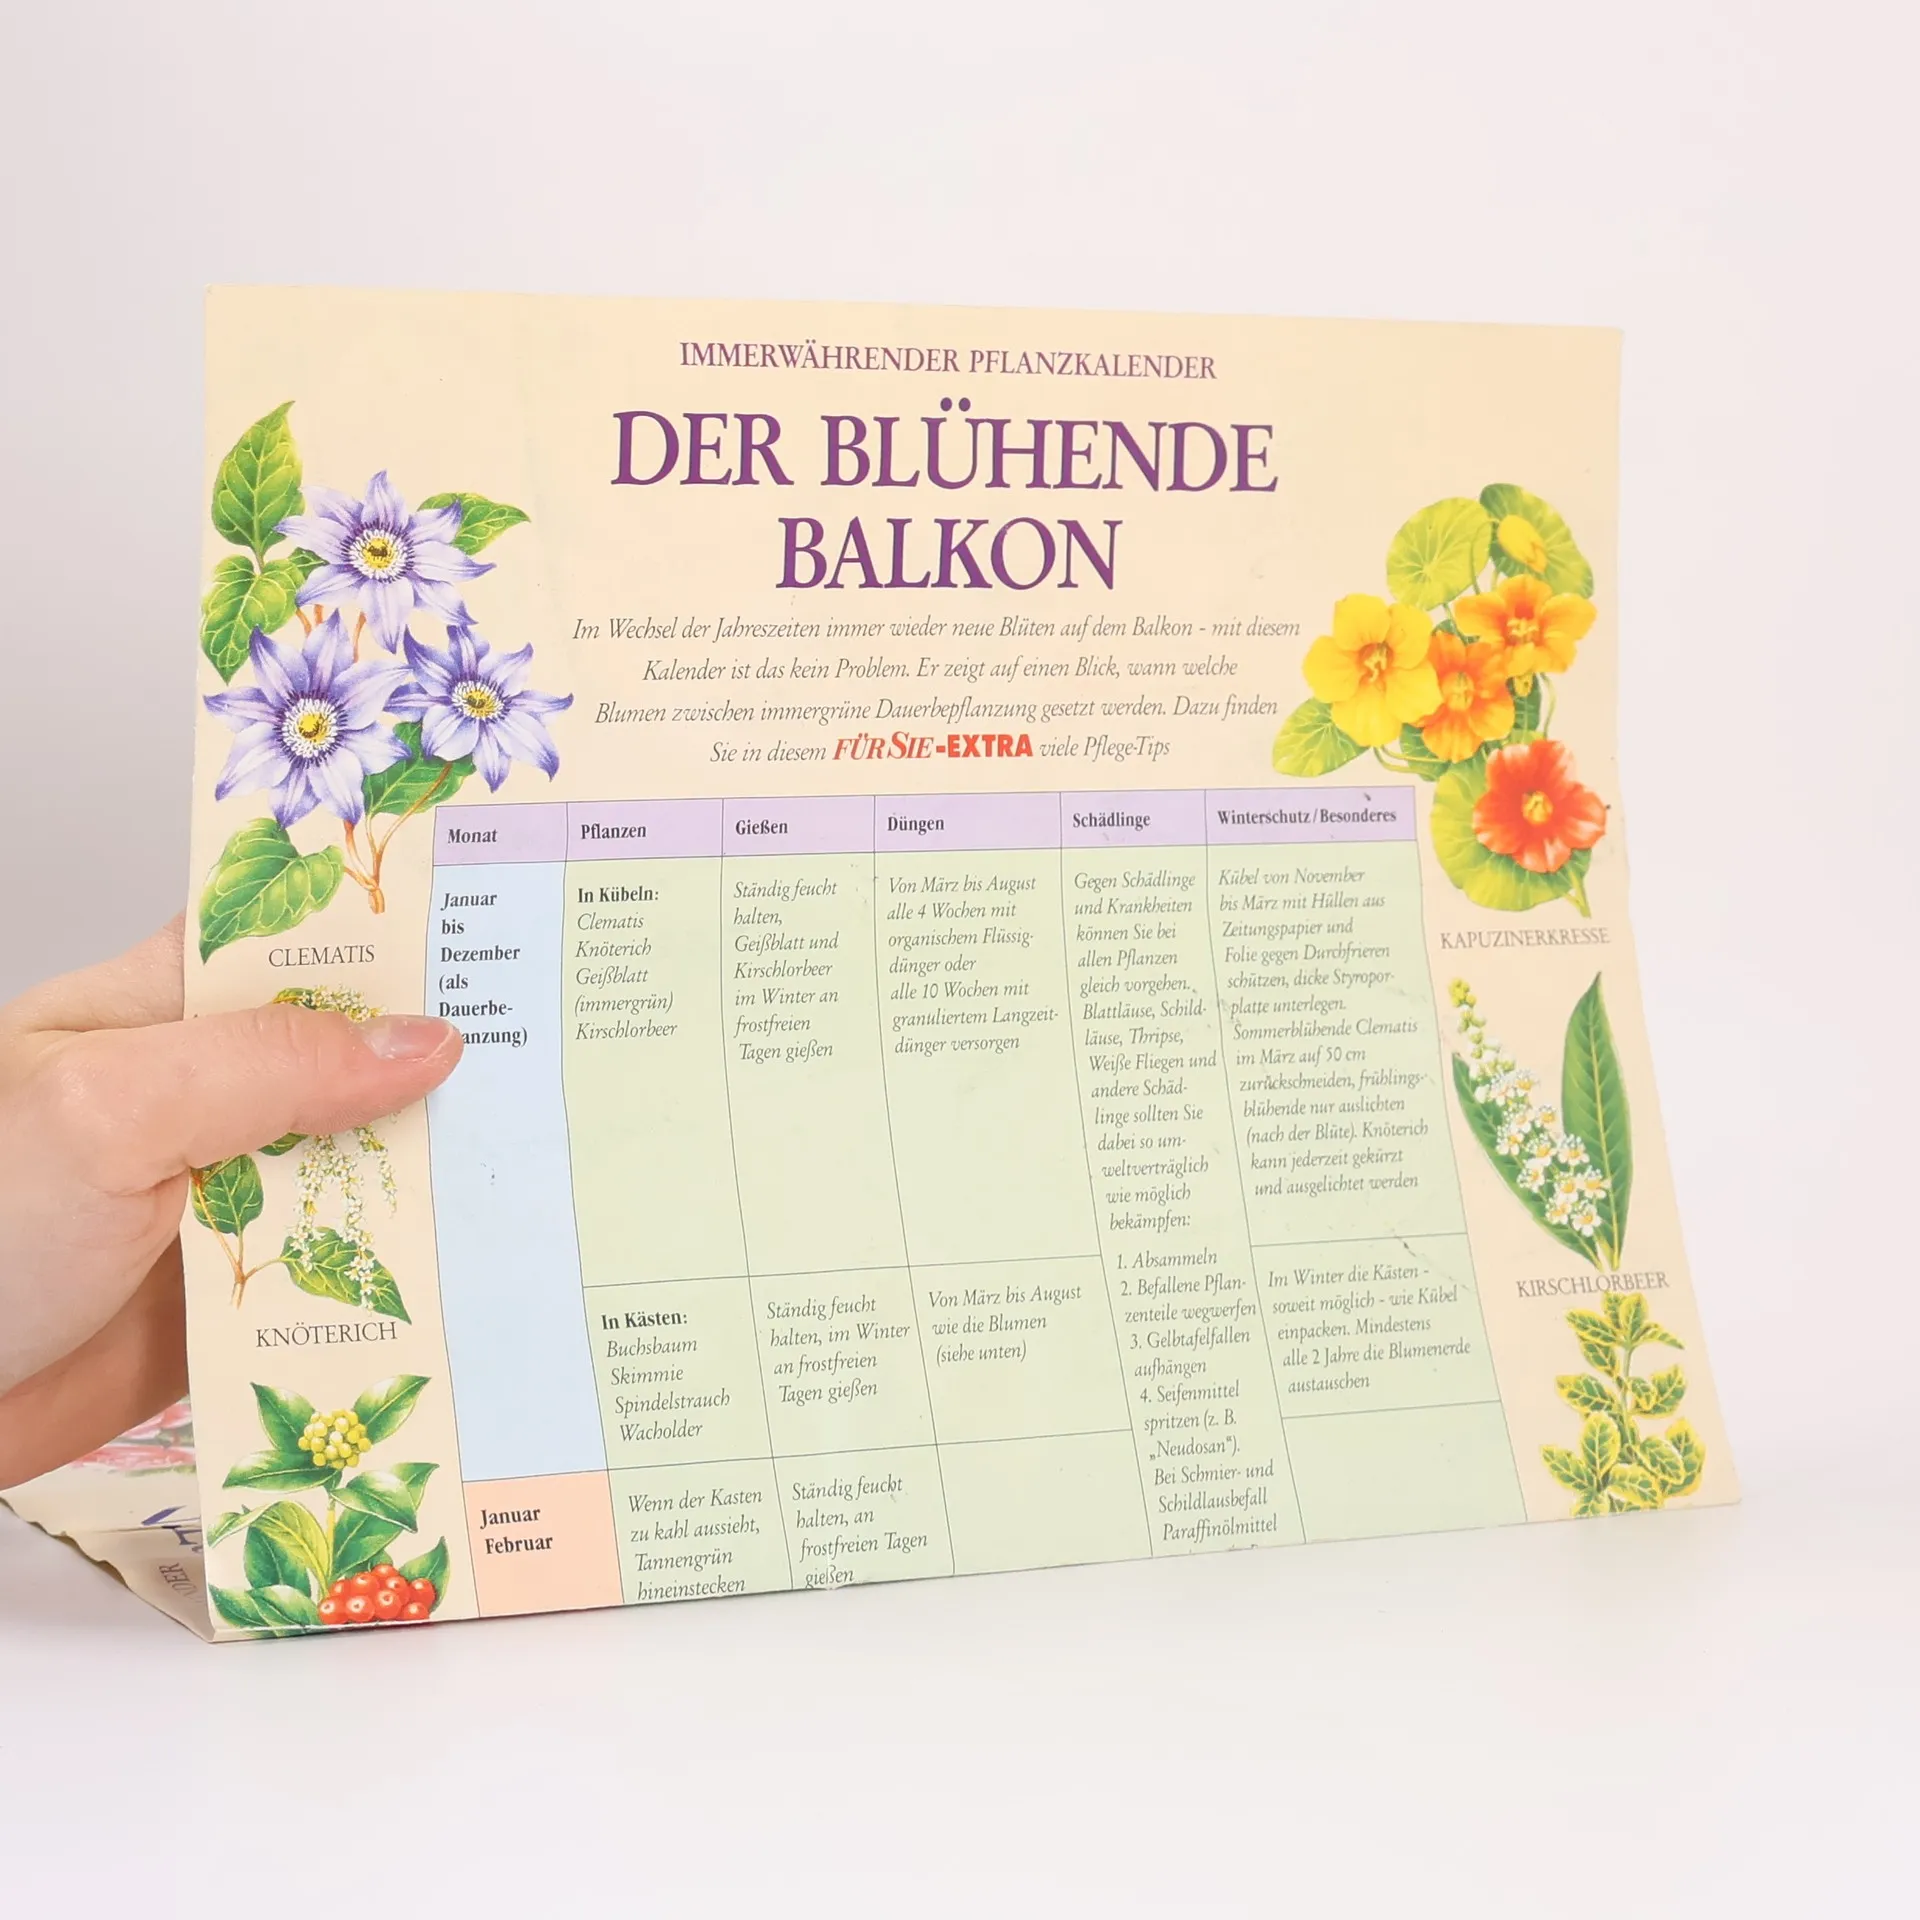 IMMERWÄHRENDER PFLANZKALENDER
DER BLÜHENDE
BALKON
Im Wechsel der Jahreszeiten immer wieder neue Blüten auf dem Balkon - mit diesem
Kalender ist das kein Problem. Er zeigt auf einen Blick, wann welche
Blumen zwischen immergrüne Dauerbepflanzung gesetzt werden. Dazu finden
Sie in diesem FÜR SIE-EXTRA viele Pflege-Tips
CLEMATIS
KNÖTERICH
KAPUZINERKRESSE
KIRSCHLORBEER
Monat
Pflanzen
Gießen
Düngen
Schädlinge
Winterschutz/Besonderes
Januar
bis
Dezember
(als
Dauerbe-
anzung)
In Kübeln:
Clematis
Knöterich
Geißblatt
(immergrün)
Kirschlorbeer
Ständig feucht
halten,
Geißblatt und
Kirschlorbeer
im Winter an
frostfreien
Tagen gießen
Von März bis August
alle 4 Wochen mit
organischem Flüssig-
dünger oder
alle 10 Wochen mit
granuliertem Langzeit-
dünger versorgen
Gegen Schädlinge
und Krankheiten
können Sie bei
allen Pflanzen
gleich vorgehen.
Blattläuse, Schild-
läuse, Thripse,
Weiße Fliegen und
andere Schäd-
linge sollten Sie
dabei so um-
weltverträglich
wie möglich
bekämpfen:
1. Absammeln
2. Befallene Pflan-
zenteile wegwerfen
3. Gelbtafelfallen
aufhängen
4. Seifenmittel
spritzen (z. B.
„Neudosan“).
Bei Schmier- und
Schildlausbefall
Paraffinölmittel
Kübel von November
bis März mit Hüllen aus
Zeitungspapier und
Folie gegen Durchfrieren
schützen, dicke Styropor-
platte unterlegen.
Sommerblühende Clematis
im März auf 50 cm
zurückschneiden, frühlings-
blühende nur auslichten
(nach der Blüte). Knöterich
kann jederzeit gekürzt
und ausgelichtet werden
In Kästen:
Buchsbaum
Skimmie
Spindelstrauch
Wacholder
Ständig feucht
halten, im Winter
an frostfreien
Tagen gießen
Von März bis August
wie die Blumen
(siehe unten)
Im Winter die Kästen -
soweit möglich - wie Kübel
einpacken. Mindestens
alle 2 Jahre die Blumenerde
austauschen
Januar
Februar
Wenn der Kasten
zu kahl aussieht,
Tannengrün
hineinstecken
Ständig feucht
halten, an
frostfreien Tagen
gießen